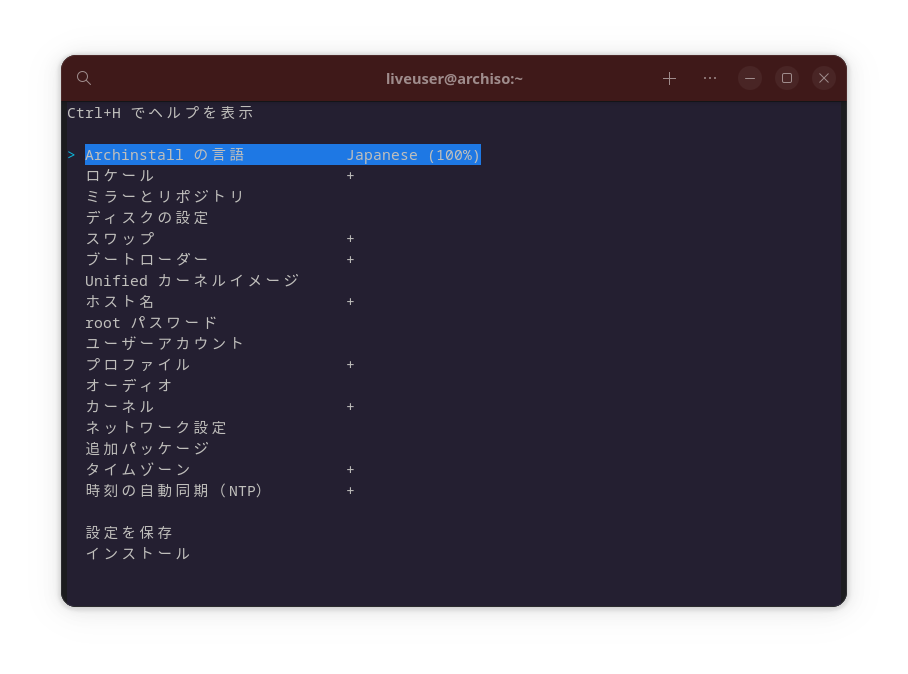 liveuser@archiso:~
Ctrl+H でヘルプを表示
> Archinstall の言語 Japanese (100%)
ロケール +
ミラーとリポジトリ
ディスクの設定
スワップ +
ブートローダー +
Unified カーネルイメージ
ホスト名 +
root パスワード
ユーザーアカウント
プロファイル +
オーディオ
カーネル +
ネットワーク設定
追加パッケージ
タイムゾーン +
時刻の自動同期（NTP） +
設定を保存
インストール